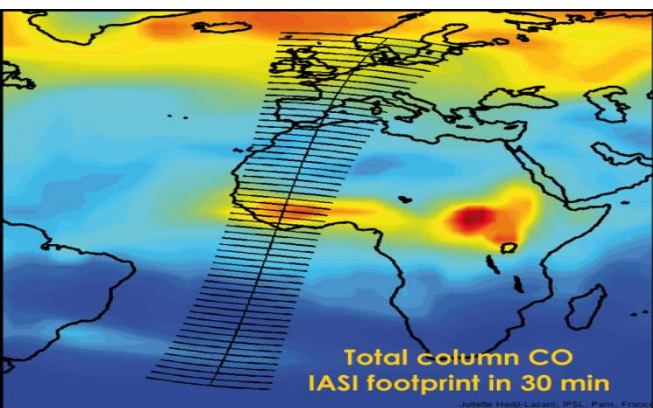 Total column CO
IASI footprint in 30 min
Juliette Hadji-Lazaro, IPSL, Paris, France